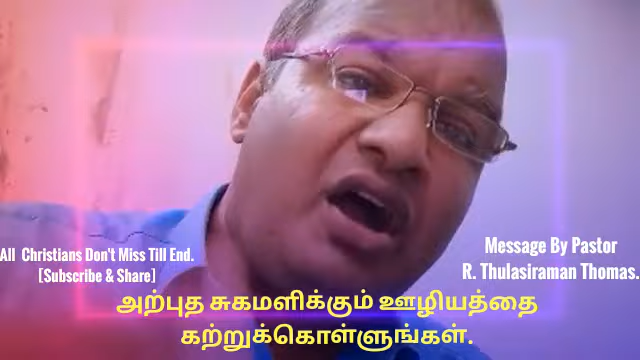 All Christians Don't Miss Till End.
[Subscribe & Share]
Message By Pastor
R. Thulasiraman Thomas.
அற்புத சுகமளிக்கும் ஊழியத்தை
கற்றுக்கொள்ளுங்கள்.